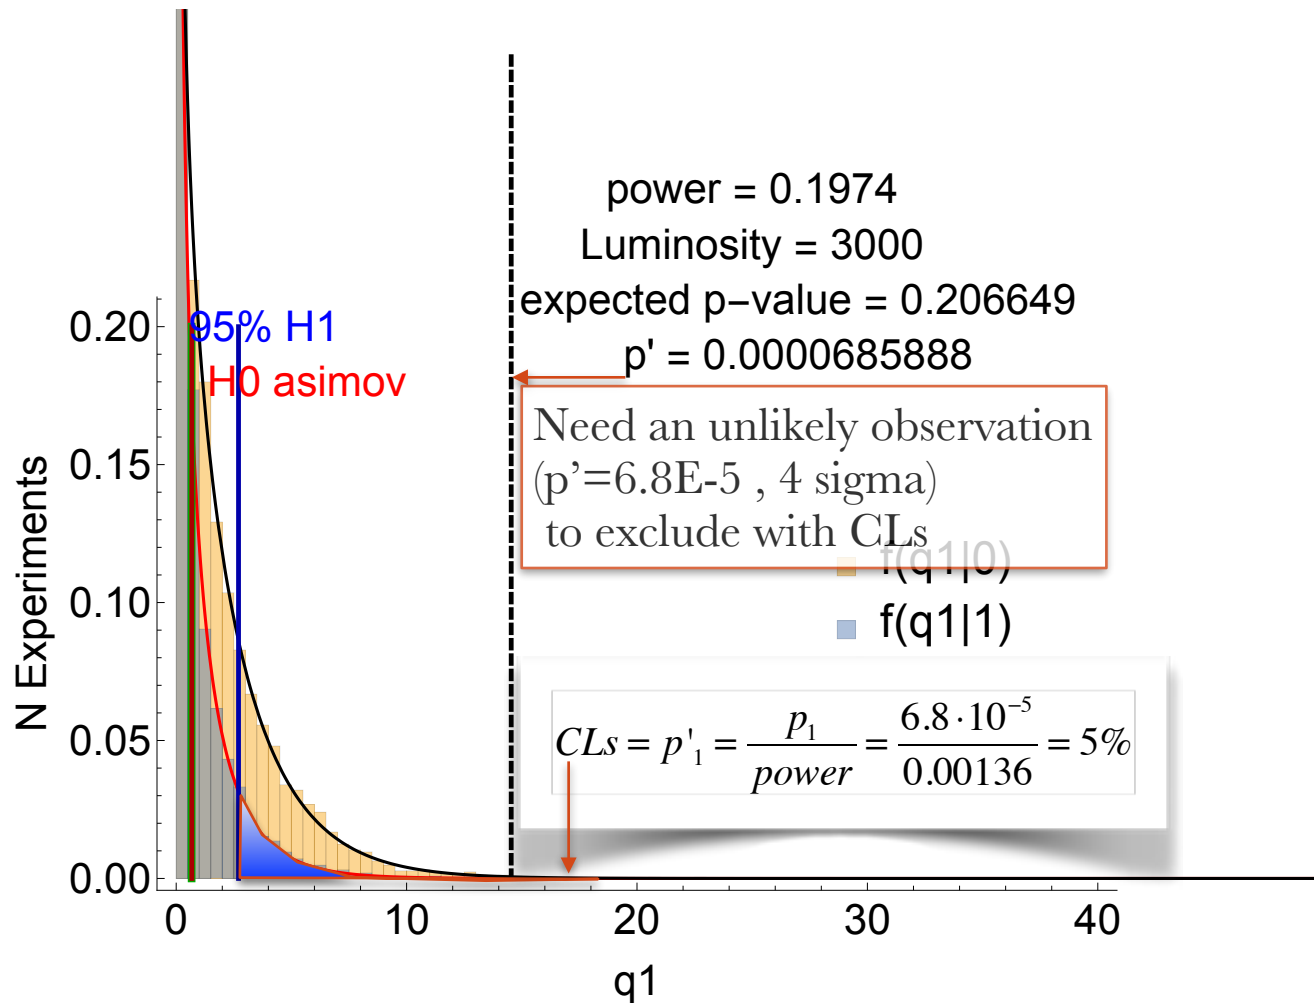 power = 0.1974
Luminosity = 3000
expected p−value = 0.206649
p' = 0.0000685888
95% H1
H0 asimov
Need an unlikely observation
(p’=6.8E-5 , 4 sigma)
to exclude with CLs
f(q1|0)
f(q1|1)
CLs = p'₁ = p₁ / power = 6.8·10⁻⁵ / 0.00136 = 5%
N Experiments
0.20
0.15
0.10
0.05
0.00
0 10 20 30 40
q1